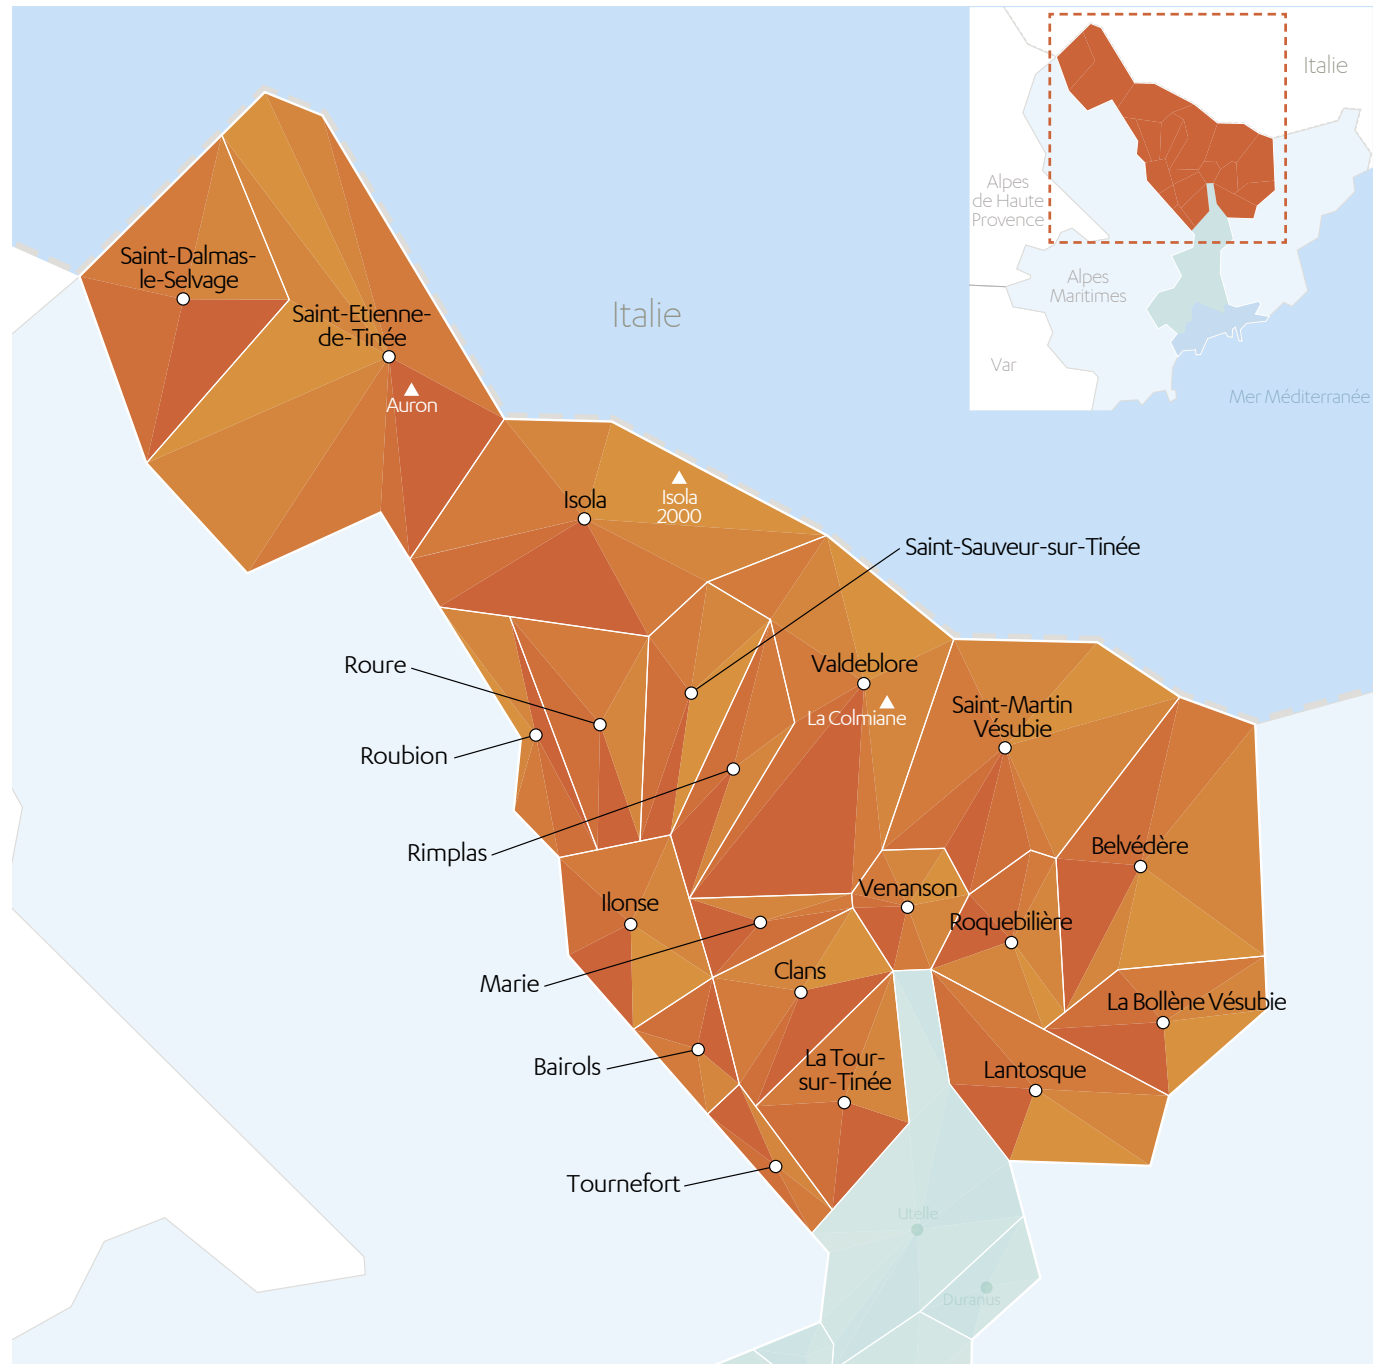 Italie
Alpes
de Haute
Provence
Alpes
Maritimes
Var
Mer Méditerranée
Saint-Dalmas-
le-Selvage
Saint-Etienne-
de-Tinée
Italie
Auron
Isola
Isola
2000
Saint-Sauveur-sur-Tinée
Roure
Valdeblore
La Colmiane
Saint-Martin
Vésubie
Roubion
Rimplas
Belvédère
Ilonse
Venanson
Roquebilière
Marie
Clans
La Bollène Vésubie
Bairols
La Tour-
sur-Tinée
Lantosque
Tournefort
Utelle
Duranus